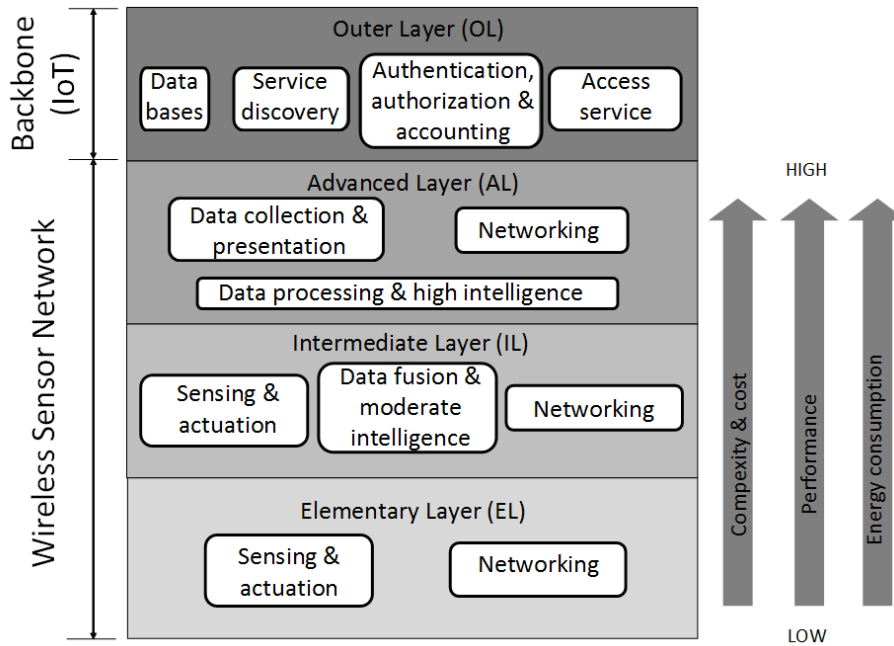 Backbone
(IoT)
Outer Layer (OL)
Data
bases
Service
discovery
Authentication,
authorization &
accounting
Access
service
Wireless Sensor Network
Advanced Layer (AL)
Data collection &
presentation
Networking
Data processing & high intelligence
Intermediate Layer (IL)
Sensing &
actuation
Data fusion &
moderate
intelligence
Networking
Elementary Layer (EL)
Sensing &
actuation
Networking
HIGH
Compexity & cost
Performance
Energy consumption
LOW